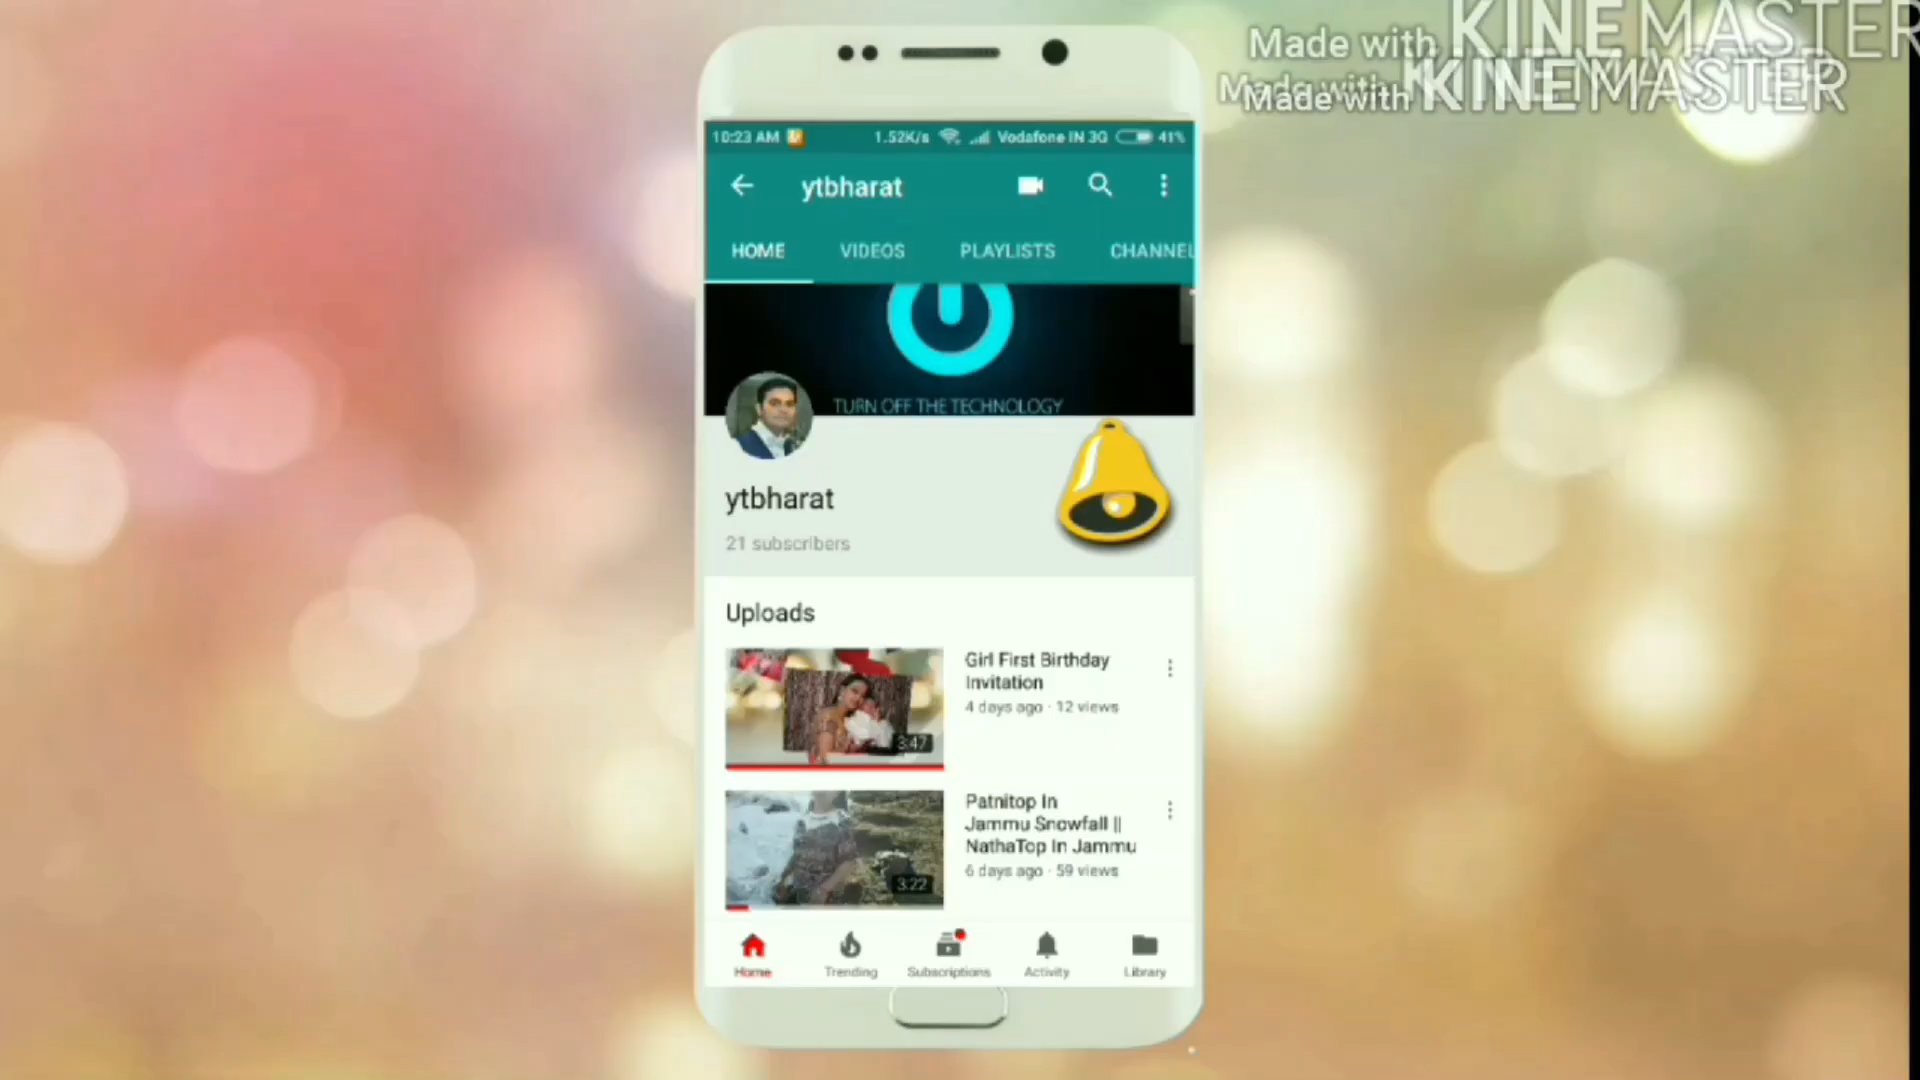 Made with KINEMASTER
Made with
Made with KINEMASTER
10:23 AM 1.52K/s Vodafone IN 3G 41%
ytbharat
HOME VIDEOS PLAYLISTS CHANNEL
TURN OFF THE TECHNOLOGY
ytbharat
21 subscribers
Uploads
Girl First Birthday
Invitation
4 days ago · 12 views
3:47
Patnitop In
Jammu Snowfall ||
NathaTop In Jammu
6 days ago · 59 views
3:22
Home Trending Subscriptions Activity Library